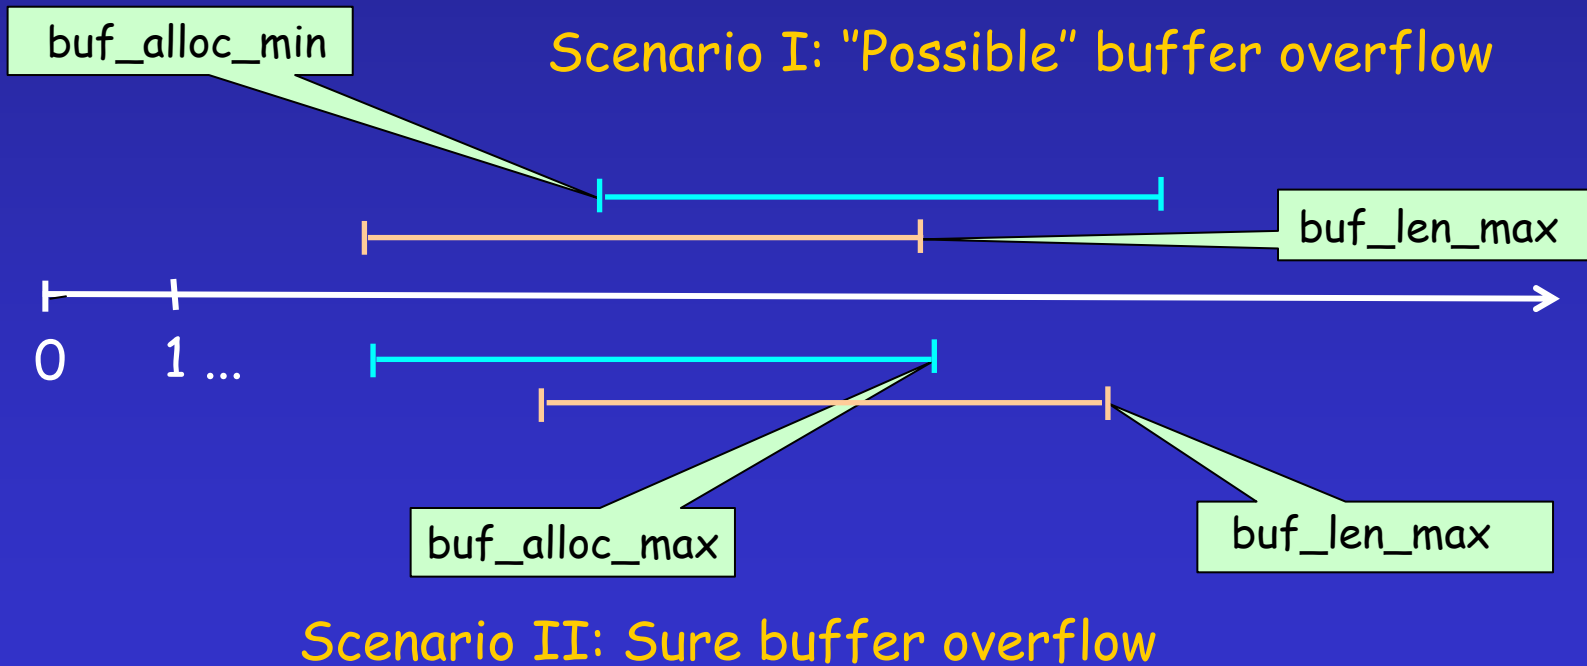 buf_alloc_min
Scenario I: "Possible" buffer overflow
buf_len_max
0 1 ...
buf_alloc_max
buf_len_max
Scenario II: Sure buffer overflow